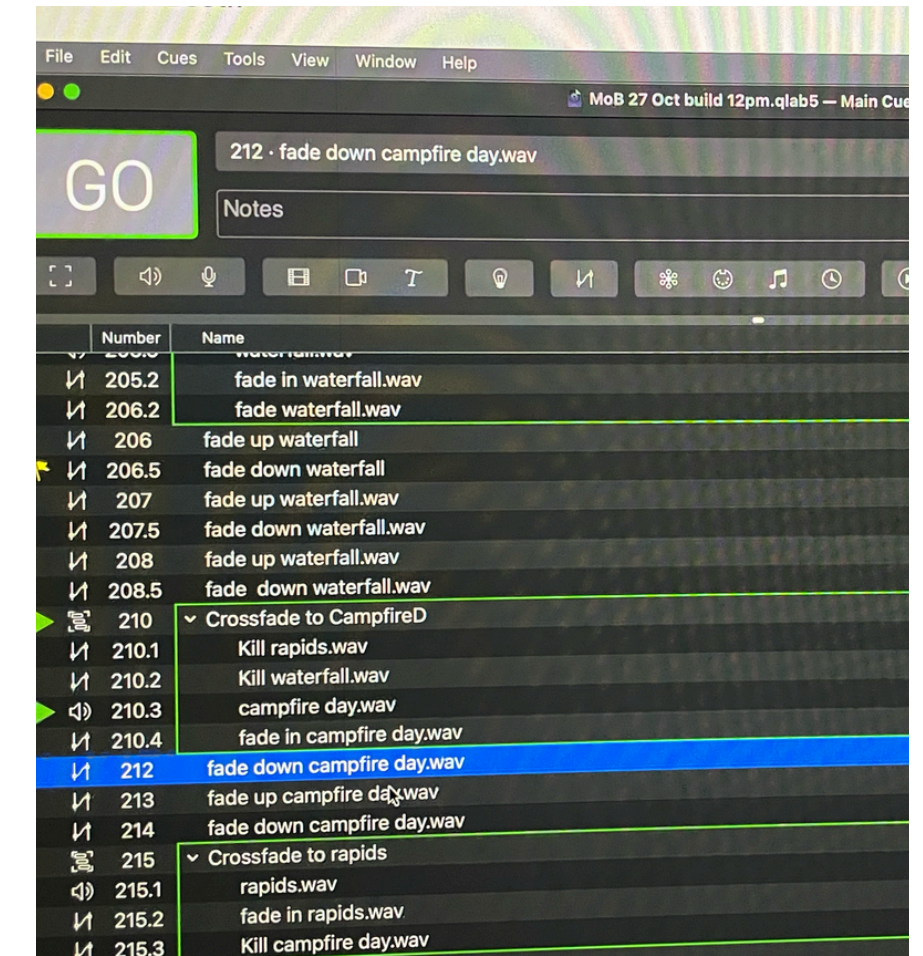 File Edit Cues Tools View Window Help
MoB 27 Oct build 12pm.qlab5 — Main Cue
GO
212 · fade down campfire day.wav
Notes
Number Name
205.2 fade in waterfall.wav
206.2 fade waterfall.wav
206 fade up waterfall
206.5 fade down waterfall
207 fade up waterfall.wav
207.5 fade down waterfall.wav
208 fade up waterfall.wav
208.5 fade down waterfall.wav
210 Crossfade to CampfireD
210.1 Kill rapids.wav
210.2 Kill waterfall.wav
210.3 campfire day.wav
210.4 fade in campfire day.wav
212 fade down campfire day.wav
213 fade up campfire day.wav
214 fade down campfire day.wav
215 Crossfade to rapids
215.1 rapids.wav
215.2 fade in rapids.wav
215.3 Kill campfire day.wav